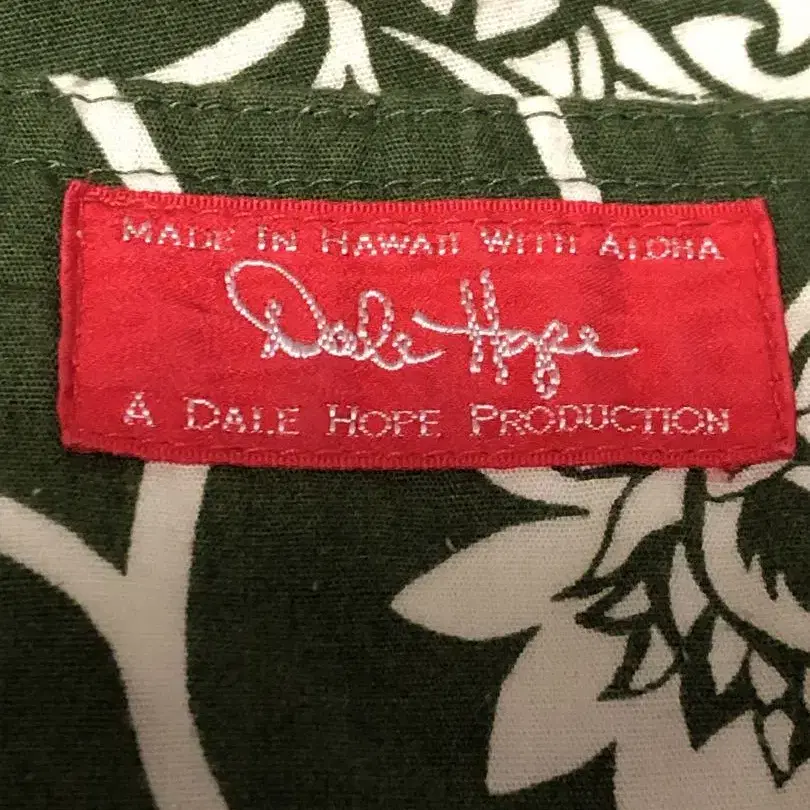 MADE IN HAWAII WITH ALOHA
Dale Hope
A DALE HOPE PRODUCTION